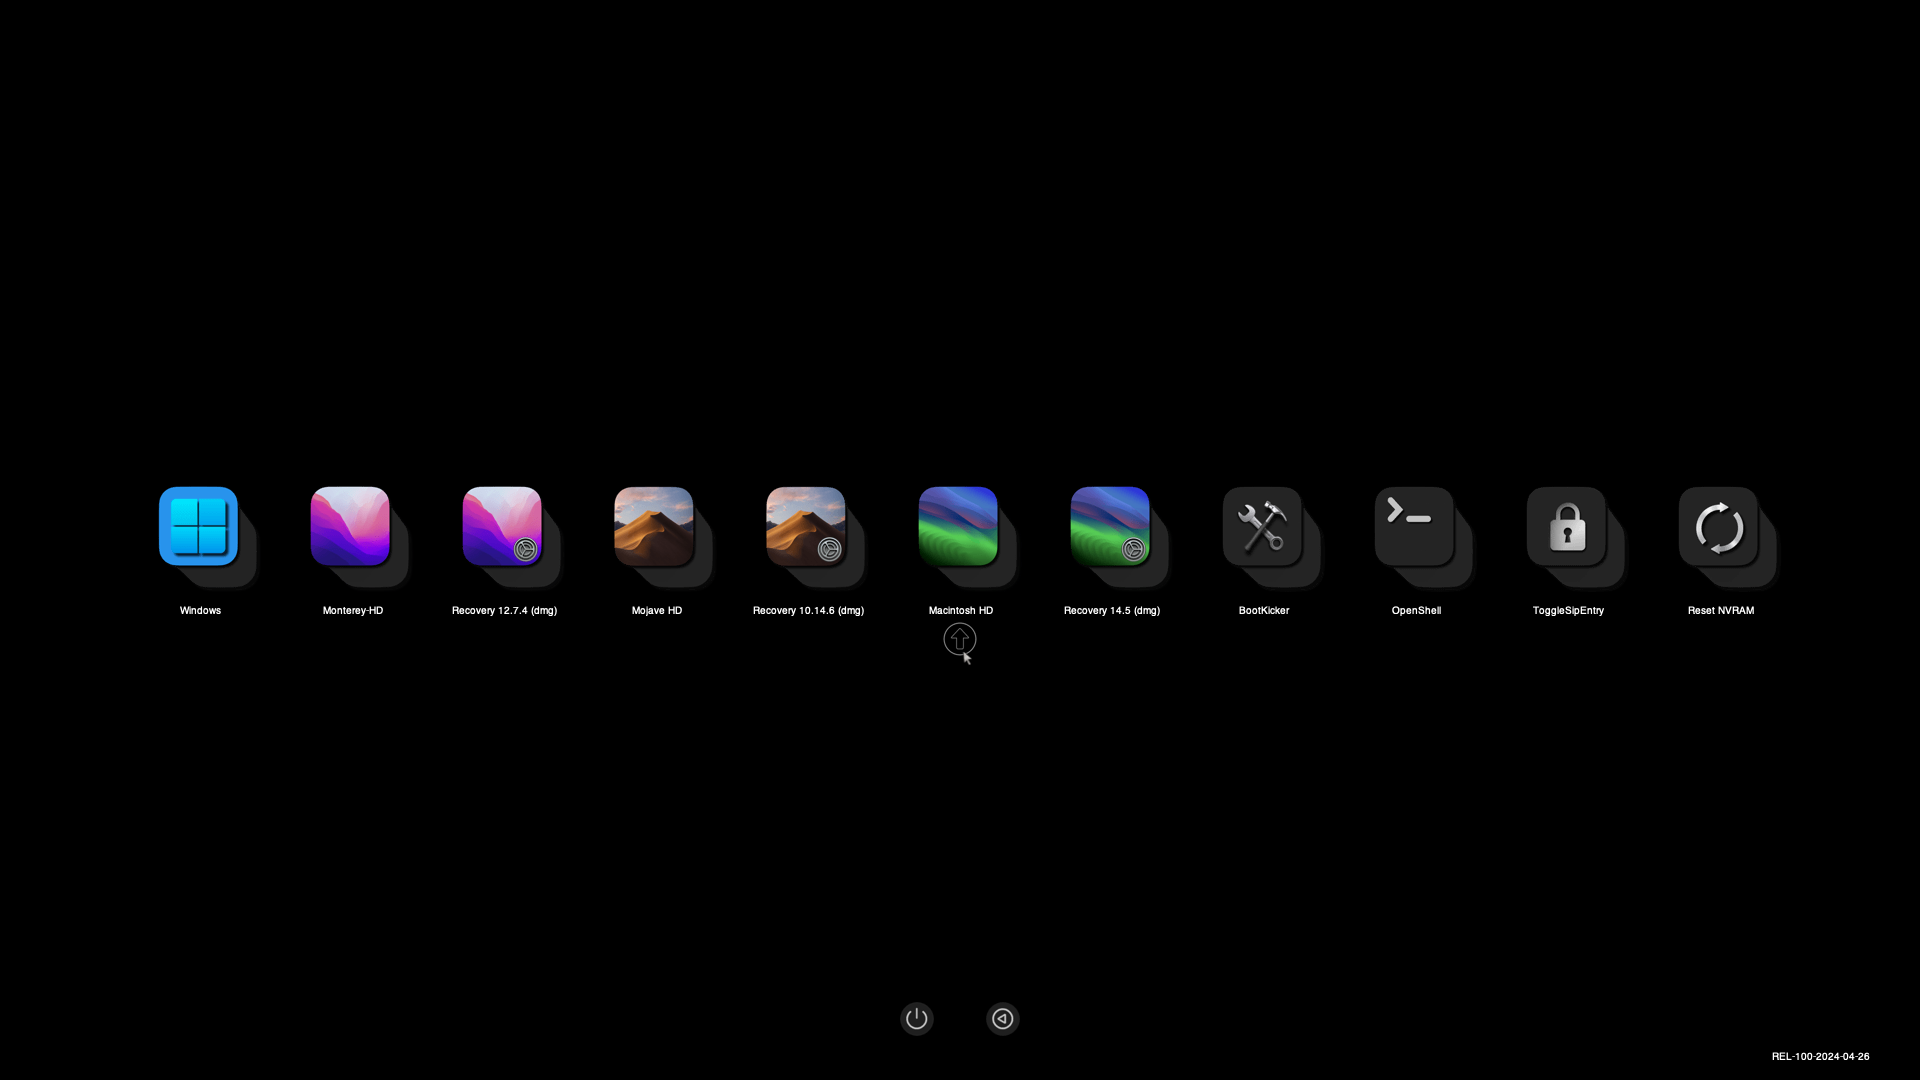 Windows
Monterey-HD
Recovery 12.7.4 (dmg)
Mojave HD
Recovery 10.14.6 (dmg)
Macintosh HD
Recovery 14.5 (dmg)
BootKicker
OpenShell
ToggleSipEntry
Reset NVRAM
REL-100-2024-04-26